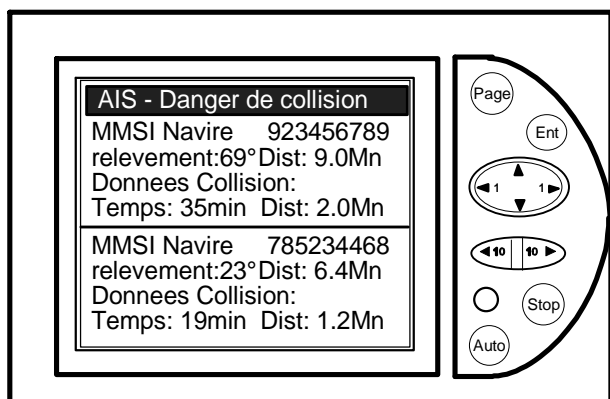 AIS - Danger de collision
MMSI Navire 923456789
relevement:69° Dist: 9.0Mn
Donnees Collision:
Temps: 35min Dist: 2.0Mn
MMSI Navire 785234468
relevement:23° Dist: 6.4Mn
Donnees Collision:
Temps: 19min Dist: 1.2Mn
Page
Ent
1 1
10 10
Stop
Auto